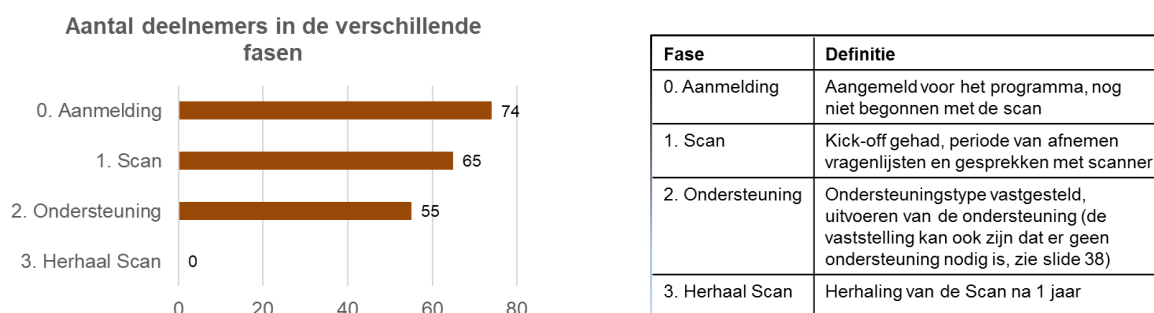 Aantal deelnemers in de verschillende
fasen
0. Aanmelding
74
1. Scan
65
2. Ondersteuning
55
3. Herhaal Scan
0
0
20
40
60
80
Fase
Definitie
0. Aanmelding
Aangemeld voor het programma, nog
niet begonnen met de scan
1. Scan
Kick-off gehad, periode van afnemen
vragenlijsten en gesprekken met scanner
2. Ondersteuning
Ondersteuningstype vastgesteld,
uitvoeren van de ondersteuning (de
vaststelling kan ook zijn dat er geen
ondersteuning nodig is, zie slide 38)
3. Herhaal Scan
Herhaling van de Scan na 1 jaar